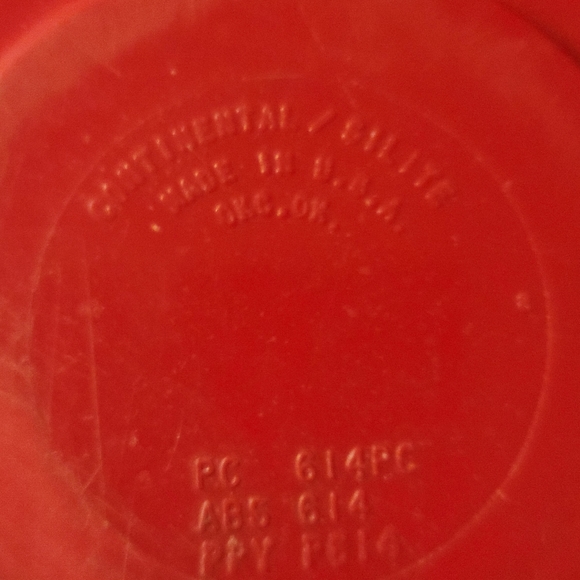 CONTINENTAL / SILITE
MADE IN U.S.A.
OKC.OK.
PC 614PC
ABS 614
PPY P614